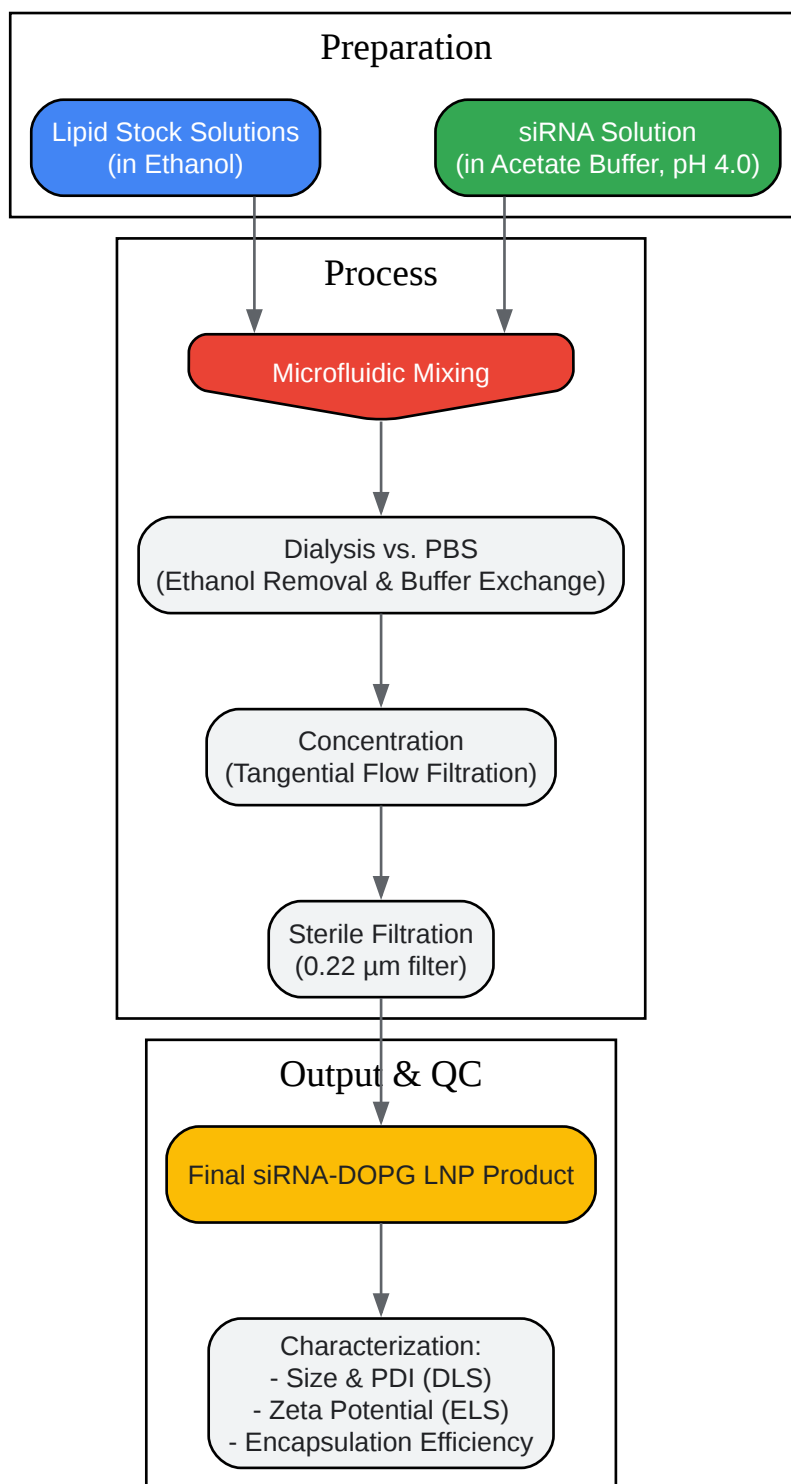 Preparation
Lipid Stock Solutions
(in Ethanol)
siRNA Solution
(in Acetate Buffer, pH 4.0)
Process
Microfluidic Mixing
Dialysis vs. PBS
(Ethanol Removal & Buffer Exchange)
Concentration
(Tangential Flow Filtration)
Sterile Filtration
(0.22 µm filter)
Output & QC
Final siRNA-DOPG LNP Product
Characterization:
- Size & PDI (DLS)
- Zeta Potential (ELS)
- Encapsulation Efficiency